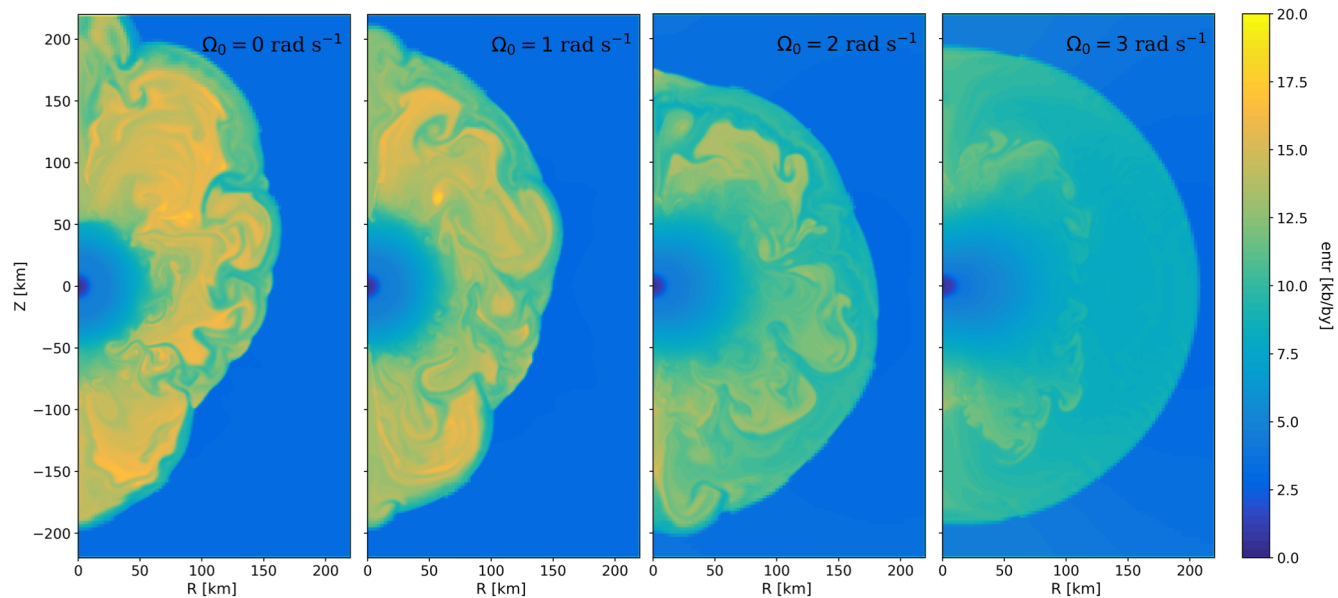 Ω₀ = 0 rad s⁻¹
Ω₀ = 1 rad s⁻¹
Ω₀ = 2 rad s⁻¹
Ω₀ = 3 rad s⁻¹
200
150
100
50
0
−50
−100
−150
−200
Z [km]
0 50 100 150 200
R [km]
0 50 100 150 200
R [km]
0 50 100 150 200
R [km]
0 50 100 150 200
R [km]
20.0
17.5
15.0
12.5
10.0
7.5
5.0
2.5
0.0
entr [kb/by]